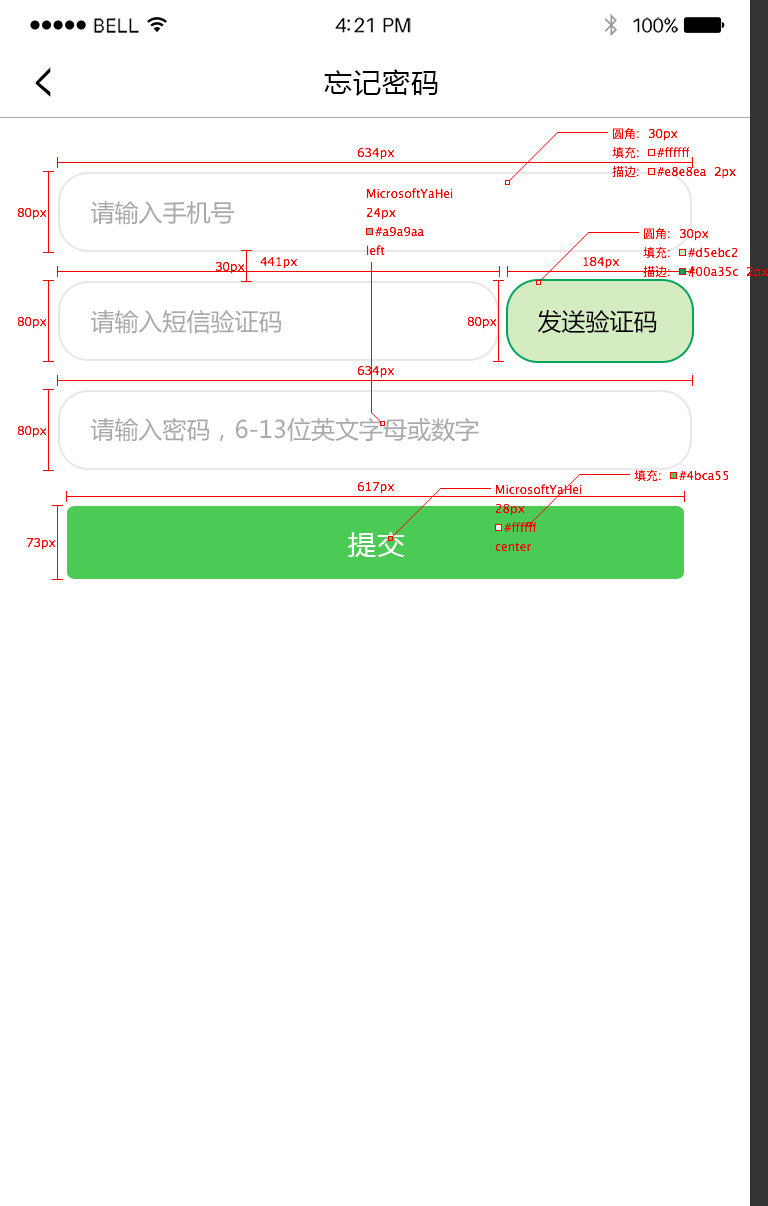 BELL
4:21 PM
100%
忘记密码
圆角: 30px
634px
填充: #ffffff
描边: #e8e8ea 2px
80px
请输入手机号
MicrosoftYaHei
24px
#a9a9aa
left
圆角: 30px
填充: #d5ebc2
描边: #00a35c 2px
30px
441px
184px
80px
请输入短信验证码
80px
发送验证码
634px
80px
请输入密码，6-13位英文字母或数字
填充: #4bca55
617px
MicrosoftYaHei
28px
#ffffff
center
73px
提交